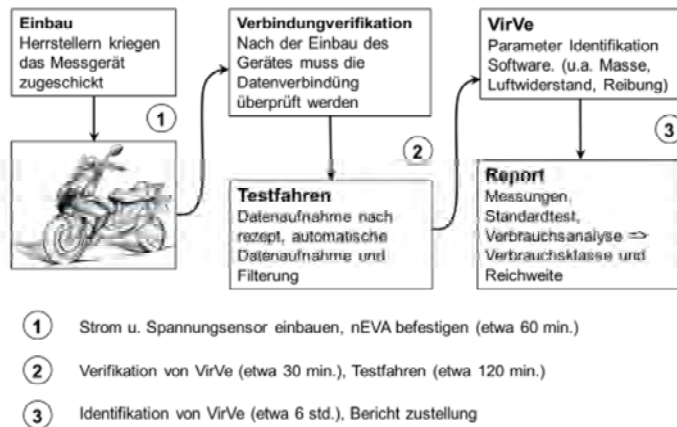 Einbau
Herrstellern kriegen
das Messgerät
zugeschickt
1
Verbindungverifikation
Nach der Einbau des
Gerätes muss die
Datenverbindüng
überprüft werden
2
Testfahren
Datenaufnahme nach
rezept, automatische
Datenaufnahme und
Filterung
VirVe
Parameter Identifikation
Software. (u.a. Masse,
Luftwiderstand, Reibung)
3
Report
Messungen,
Standardtest,
Verbrauchsanalyse =>
Verbrauchsklasse und
Reichweite
1 Strom u. Spannungsensor einbauen, nEVA befestigen (etwa 60 min.)
2 Verifikation von VirVe (etwa 30 min.), Testfahren (etwa 120 min.)
3 Identifikation von VirVe (etwa 6 std.), Bericht zustellung